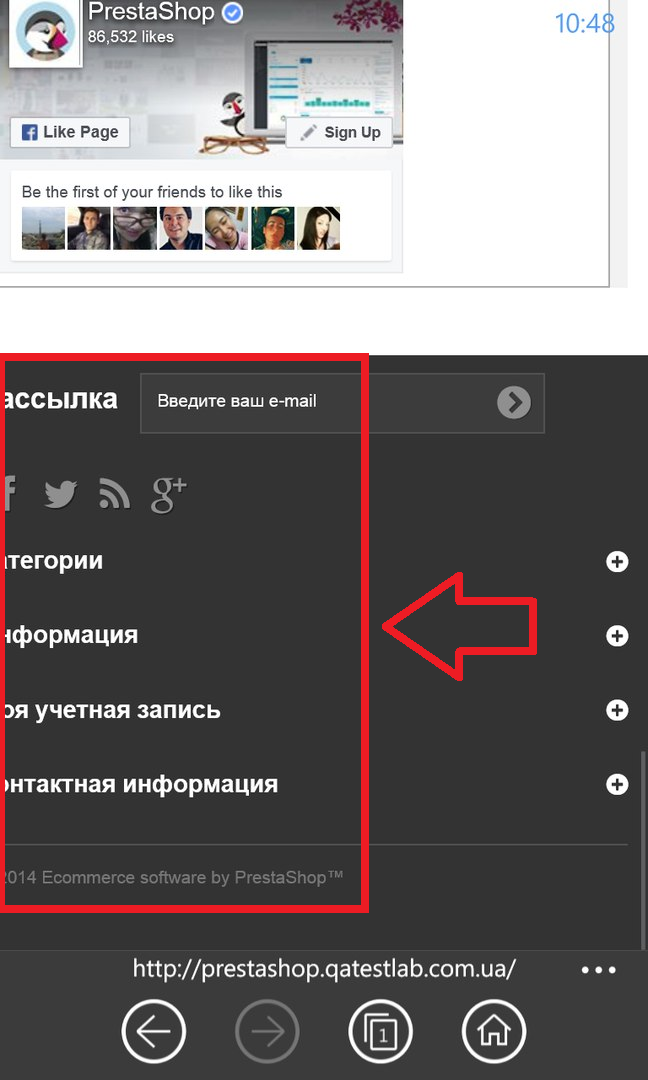 PrestaShop
10:48
86,532 likes
Like Page
Sign Up
Be the first of your friends to like this
ассылка
Введите ваш e-mail
f g+
атегории
нформация
оя учетная запись
онтактная информация
2014 Ecommerce software by PrestaShop™
http://prestashop.qatestlab.com.ua/
1